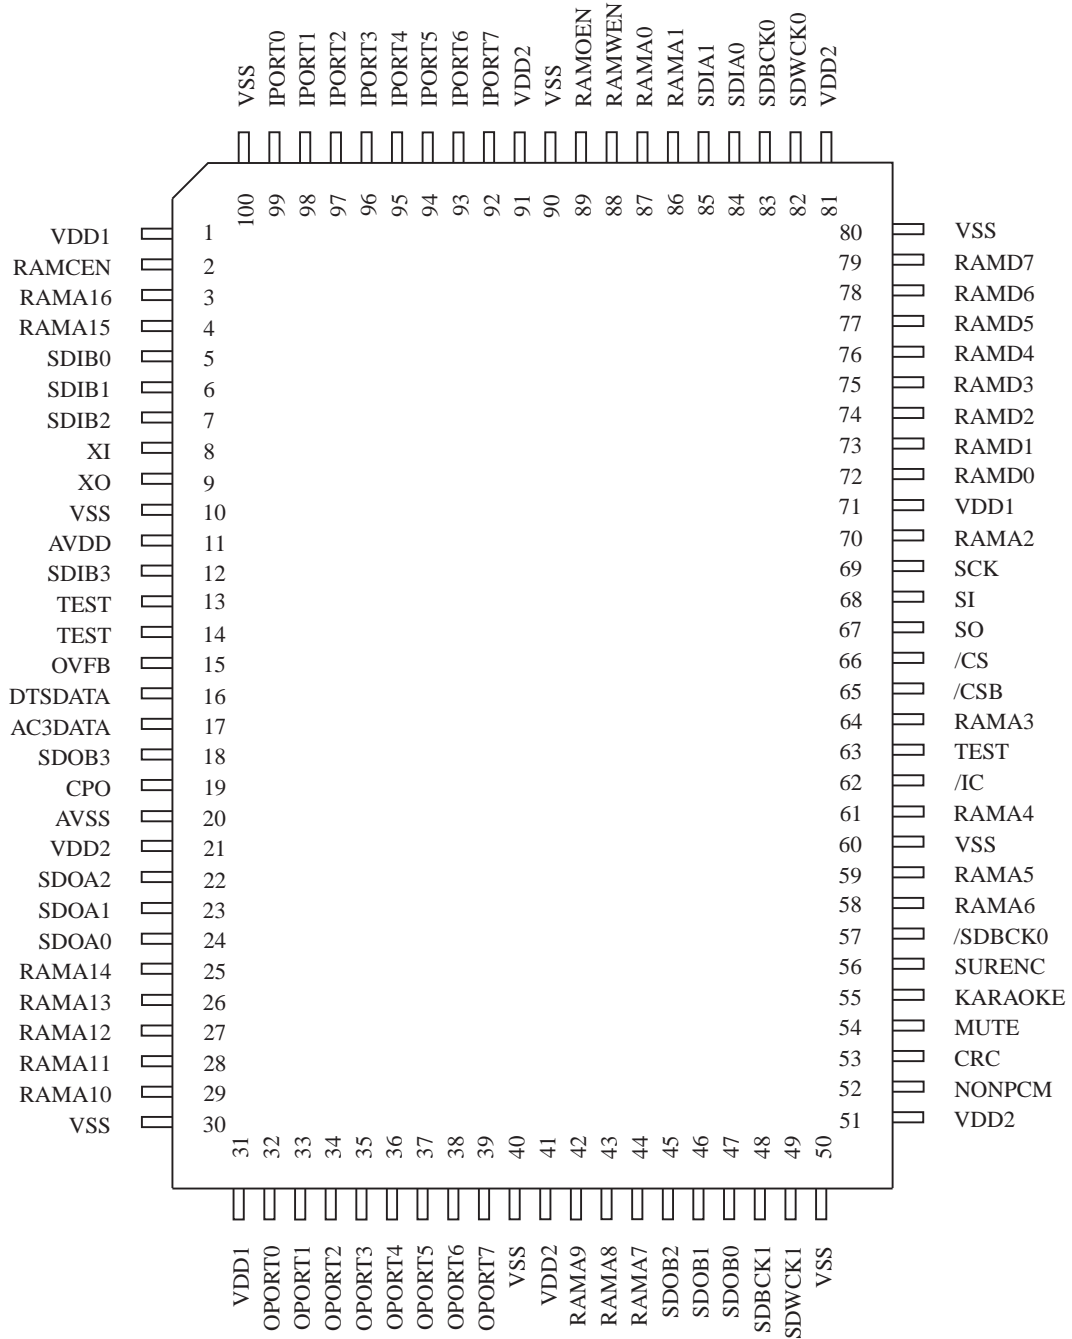 VSS
IPORT0
IPORT1
IPORT2
IPORT3
IPORT4
IPORT5
IPORT6
IPORT7
VDD2
VSS
RAMOEN
RAMWEN
RAMA0
RAMA1
SDIA1
SDIA0
SDBCK0
SDWCK0
VDD2
100
99
98
97
96
95
94
93
92
91
90
89
88
87
86
85
84
83
82
81
VDD1 1
RAMCEN 2
RAMA16 3
RAMA15 4
SDIB0 5
SDIB1 6
SDIB2 7
XI 8
XO 9
VSS 10
AVDD 11
SDIB3 12
TEST 13
TEST 14
OVFB 15
DTSDATA 16
AC3DATA 17
SDOB3 18
CPO 19
AVSS 20
VDD2 21
SDOA2 22
SDOA1 23
SDOA0 24
RAMA14 25
RAMA13 26
RAMA12 27
RAMA11 28
RAMA10 29
VSS 30
80 VSS
79 RAMD7
78 RAMD6
77 RAMD5
76 RAMD4
75 RAMD3
74 RAMD2
73 RAMD1
72 RAMD0
71 VDD1
70 RAMA2
69 SCK
68 SI
67 SO
66 /CS
65 /CSB
64 RAMA3
63 TEST
62 /IC
61 RAMA4
60 VSS
59 RAMA5
58 RAMA6
57 /SDBCK0
56 SURENC
55 KARAOKE
54 MUTE
53 CRC
52 NONPCM
51 VDD2
31
32
33
34
35
36
37
38
39
40
41
42
43
44
45
46
47
48
49
50
VDD1
OPORT0
OPORT1
OPORT2
OPORT3
OPORT4
OPORT5
OPORT6
OPORT7
VSS
VDD2
RAMA9
RAMA8
RAMA7
SDOB2
SDOB1
SDOB0
SDBCK1
SDWCK1
VSS